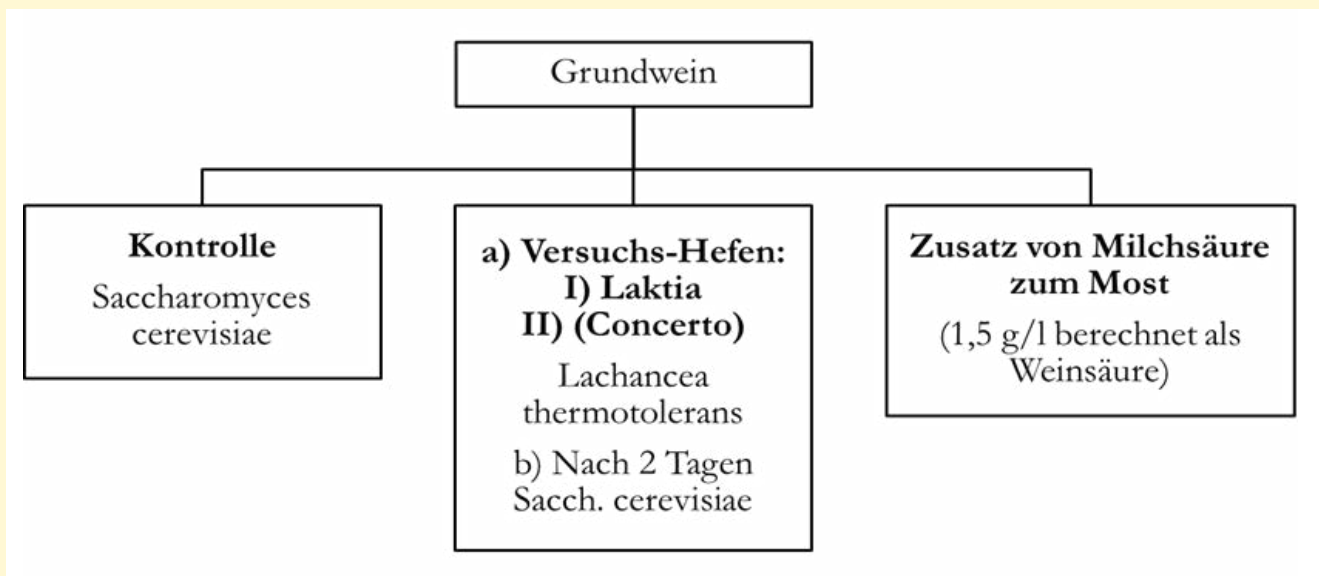 Grundwein
Kontrolle
Saccharomyces
cerevisiae
a) Versuchs-Hefen:
I) Laktia
II) (Concerto)
Lachancea
thermotolerans
b) Nach 2 Tagen
Sacch. cerevisiae
Zusatz von Milchsäure
zum Most
(1,5 g/l berechnet als
Weinsäure)